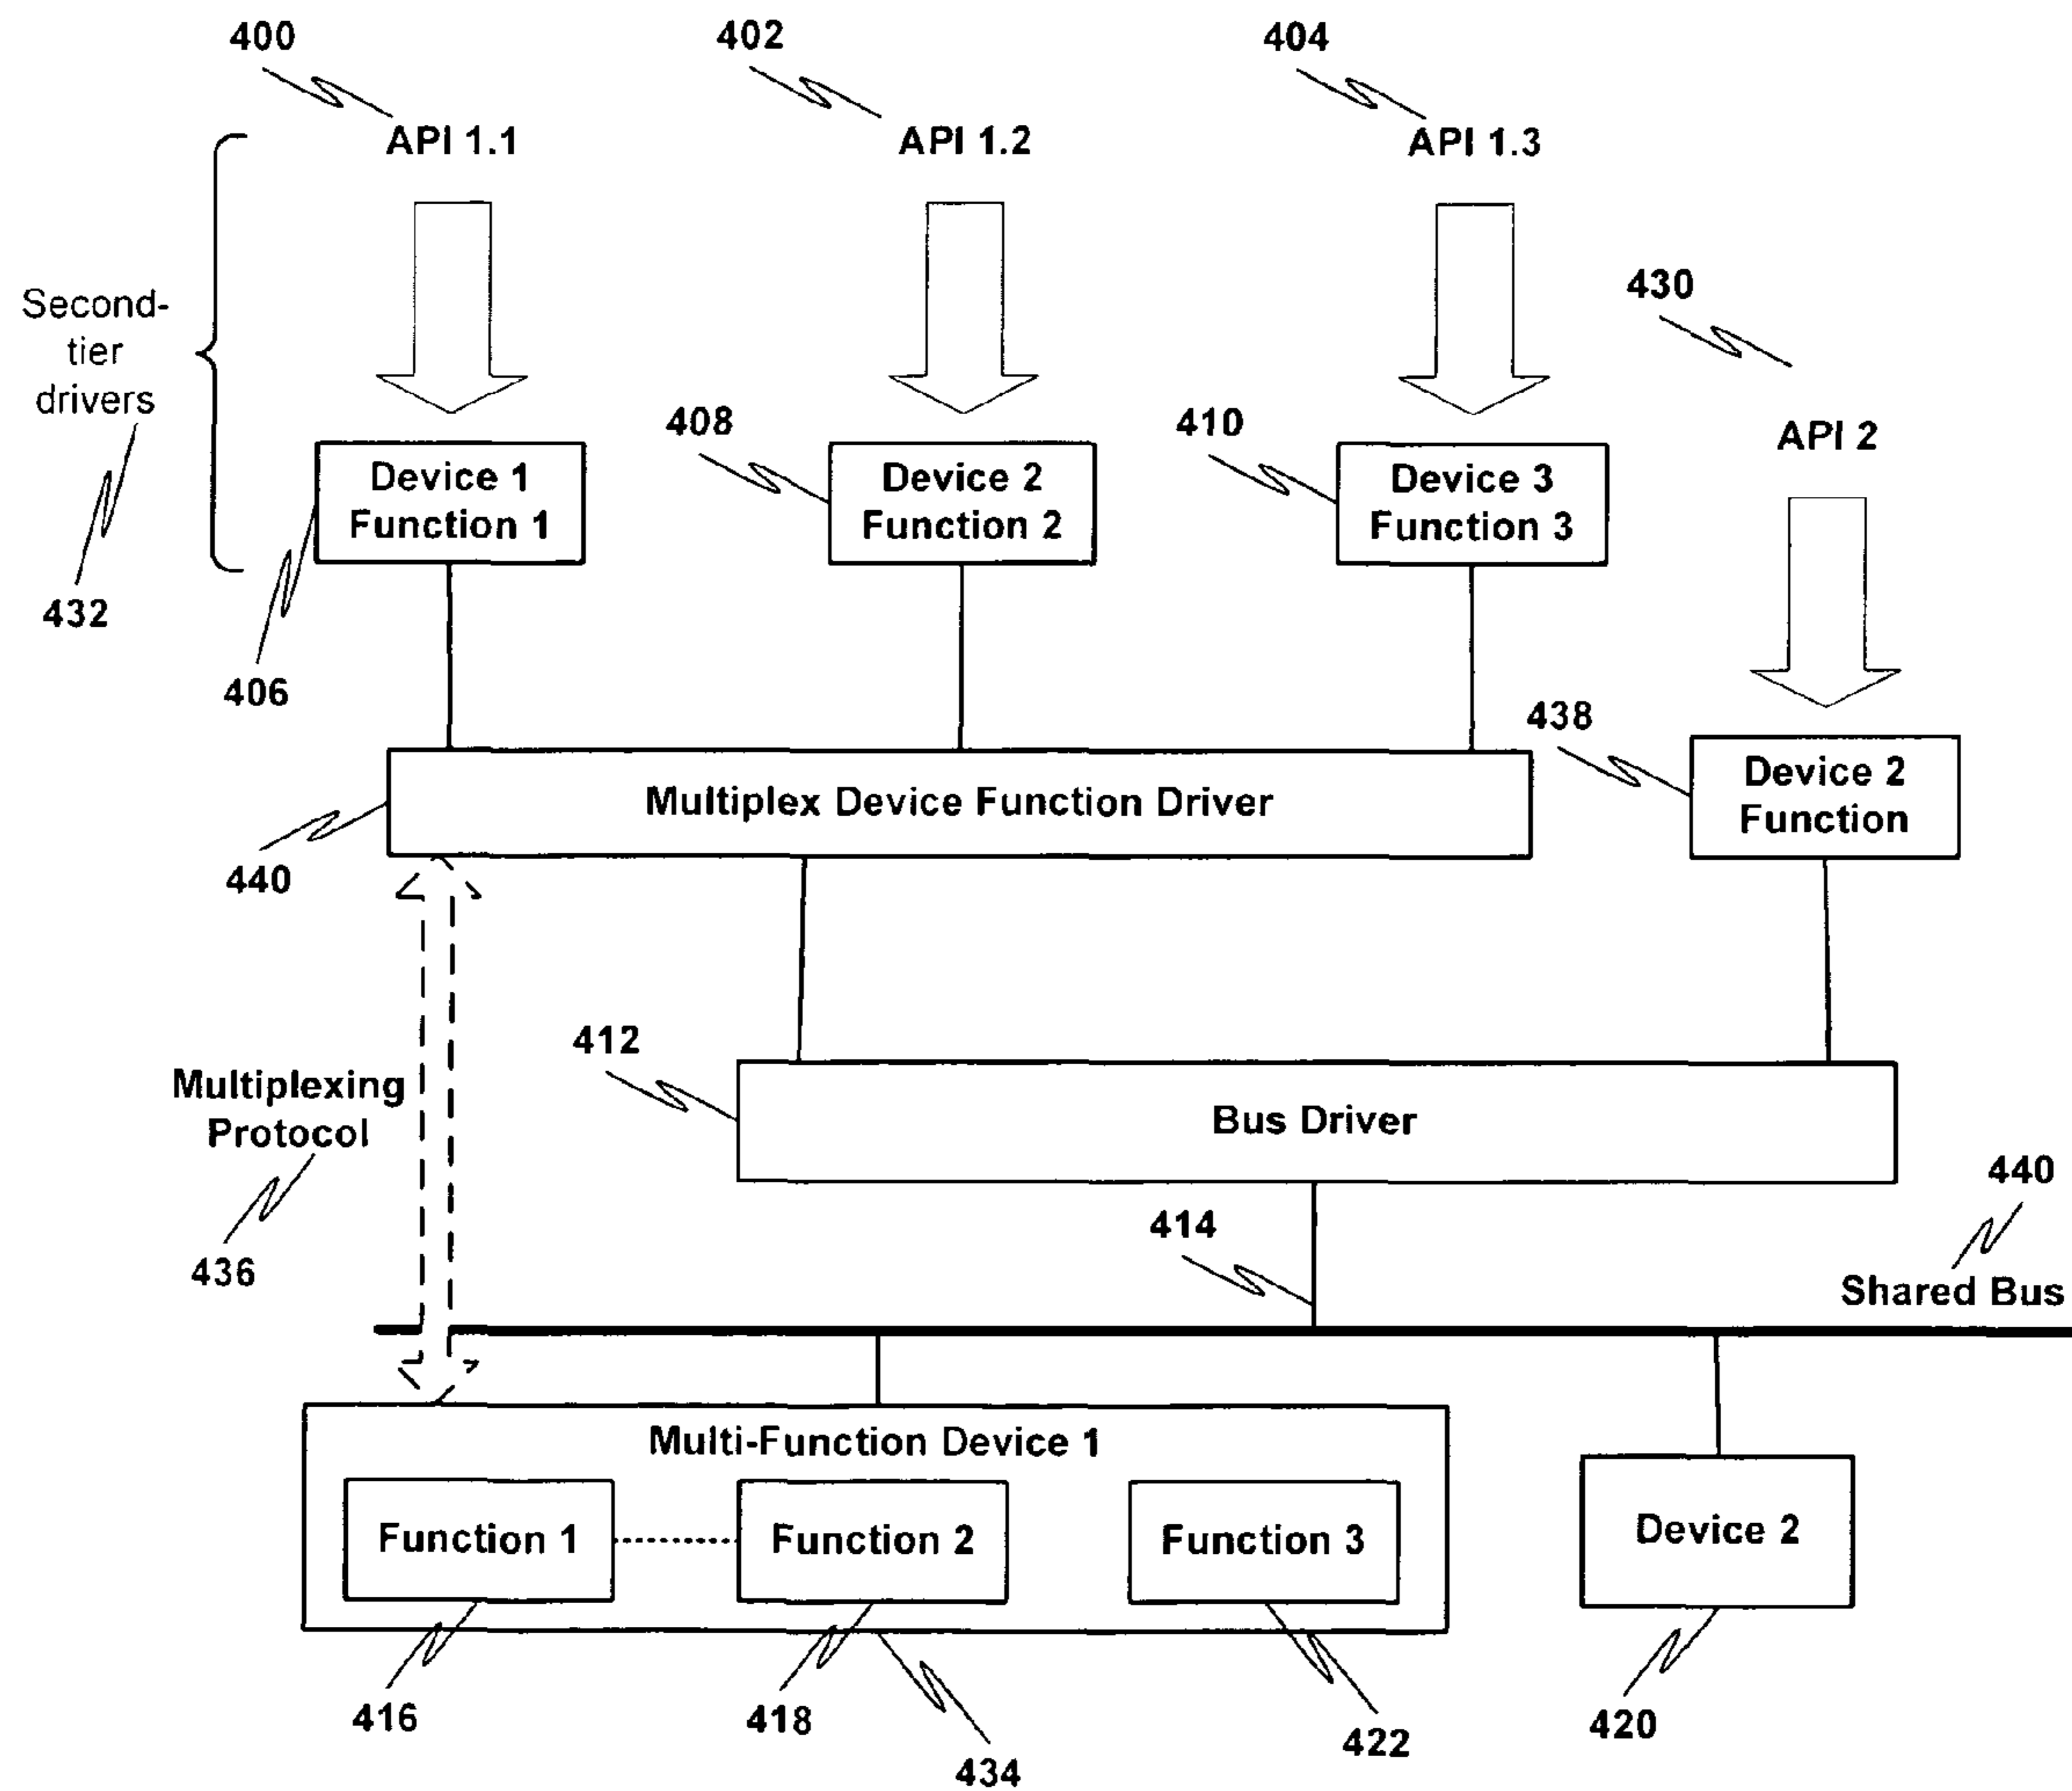 400
402
404
API 1.1
API 1.2
API 1.3
430
Second-
tier
drivers
408
410
API 2
Device 1
Function 1
Device 2
Function 2
Device 3
Function 3
432
406
438
Multiplex Device Function Driver
Device 2
Function
440
412
Multiplexing
Protocol
Bus Driver
440
414
436
Shared Bus
Multi-Function Device 1
Function 1
Function 2
Function 3
Device 2
416
418
422
420
434